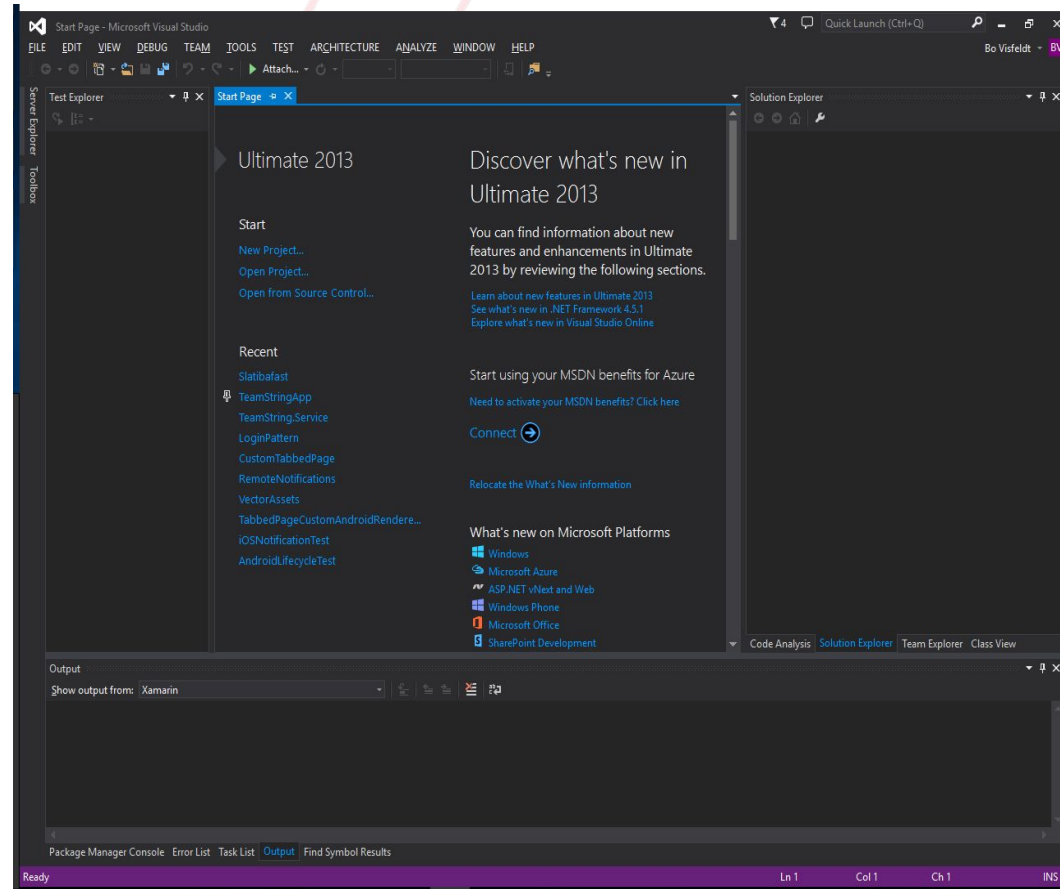 Start Page - Microsoft Visual Studio
4
Quick Launch (Ctrl+Q)
FILE EDIT VIEW DEBUG TEAM TOOLS TEST ARCHITECTURE ANALYZE WINDOW HELP
Bo Visfeldt
BV
Attach...
Server Explorer
Toolbox
Test Explorer
Start Page
Solution Explorer
Ultimate 2013
Start
New Project...
Open Project...
Open from Source Control...
Recent
Slatibafast
TeamStringApp
TeamString.Service
LoginPattern
CustomTabbedPage
RemoteNotifications
VectorAssets
TabbedPageCustomAndroidRendere...
iOSNotificationTest
AndroidLifecycleTest
Discover what's new in
Ultimate 2013
You can find information about new
features and enhancements in Ultimate
2013 by reviewing the following sections.
Learn about new features in Ultimate 2013
See what's new in .NET Framework 4.5.1
Explore what's new in Visual Studio Online
Start using your MSDN benefits for Azure
Need to activate your MSDN benefits? Click here
Connect
Relocate the What's New information
What's new on Microsoft Platforms
Windows
Microsoft Azure
ASP.NET vNext and Web
Windows Phone
Microsoft Office
SharePoint Development
Code Analysis Solution Explorer Team Explorer Class View
Output
Show output from: Xamarin
Package Manager Console Error List Task List Output Find Symbol Results
Ready
Ln 1 Col 1 Ch 1 INS